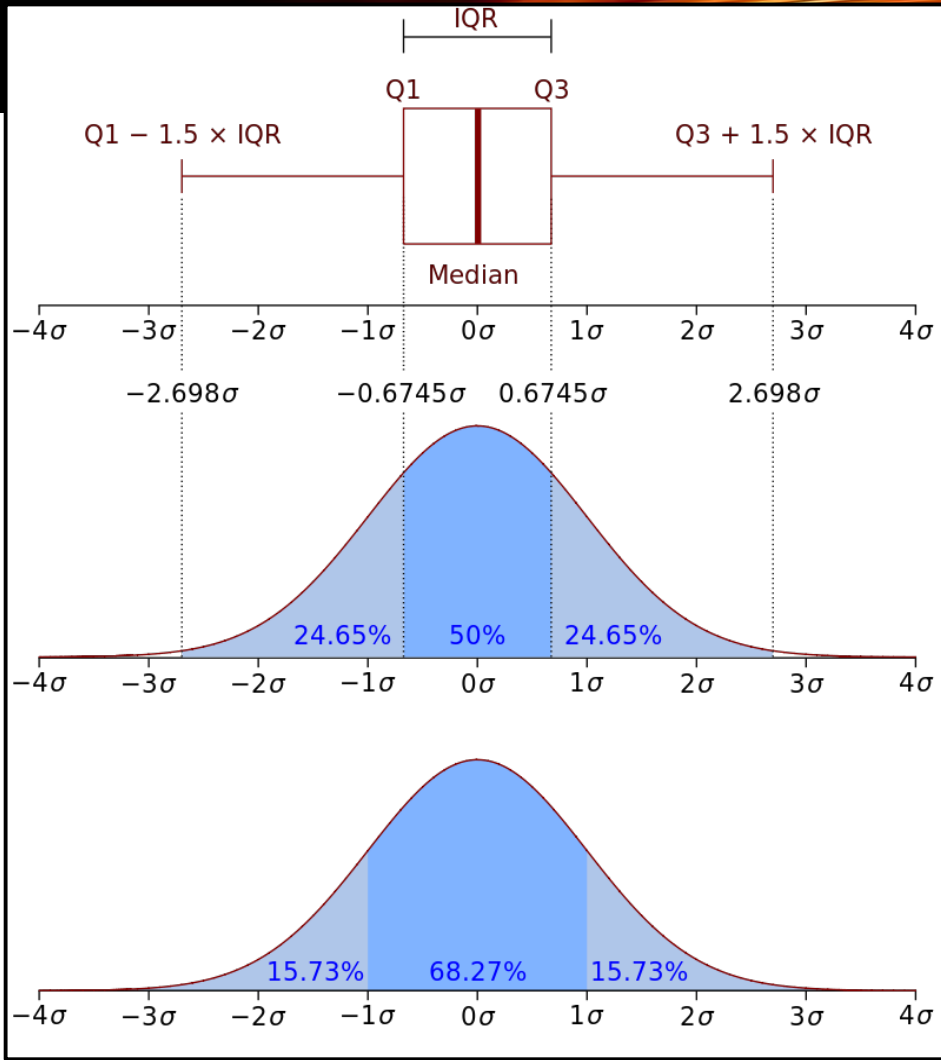 IQR
Q1 Q3
Q1 − 1.5 × IQR Q3 + 1.5 × IQR
Median
−4σ −3σ −2σ −1σ 0σ 1σ 2σ 3σ 4σ
−2.698σ −0.6745σ 0.6745σ 2.698σ
24.65% 50% 24.65%
−4σ −3σ −2σ −1σ 0σ 1σ 2σ 3σ 4σ
15.73% 68.27% 15.73%
−4σ −3σ −2σ −1σ 0σ 1σ 2σ 3σ 4σ